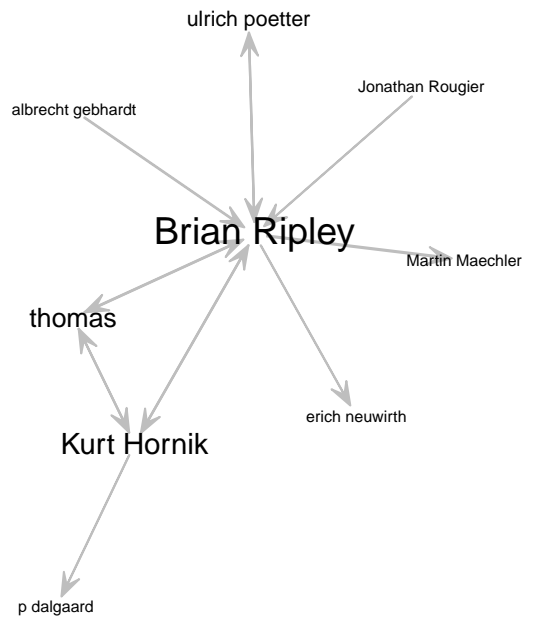 ulrich poetter
Jonathan Rougier
albrecht gebhardt
Brian Ripley
Martin Maechler
thomas
erich neuwirth
Kurt Hornik
p dalgaard